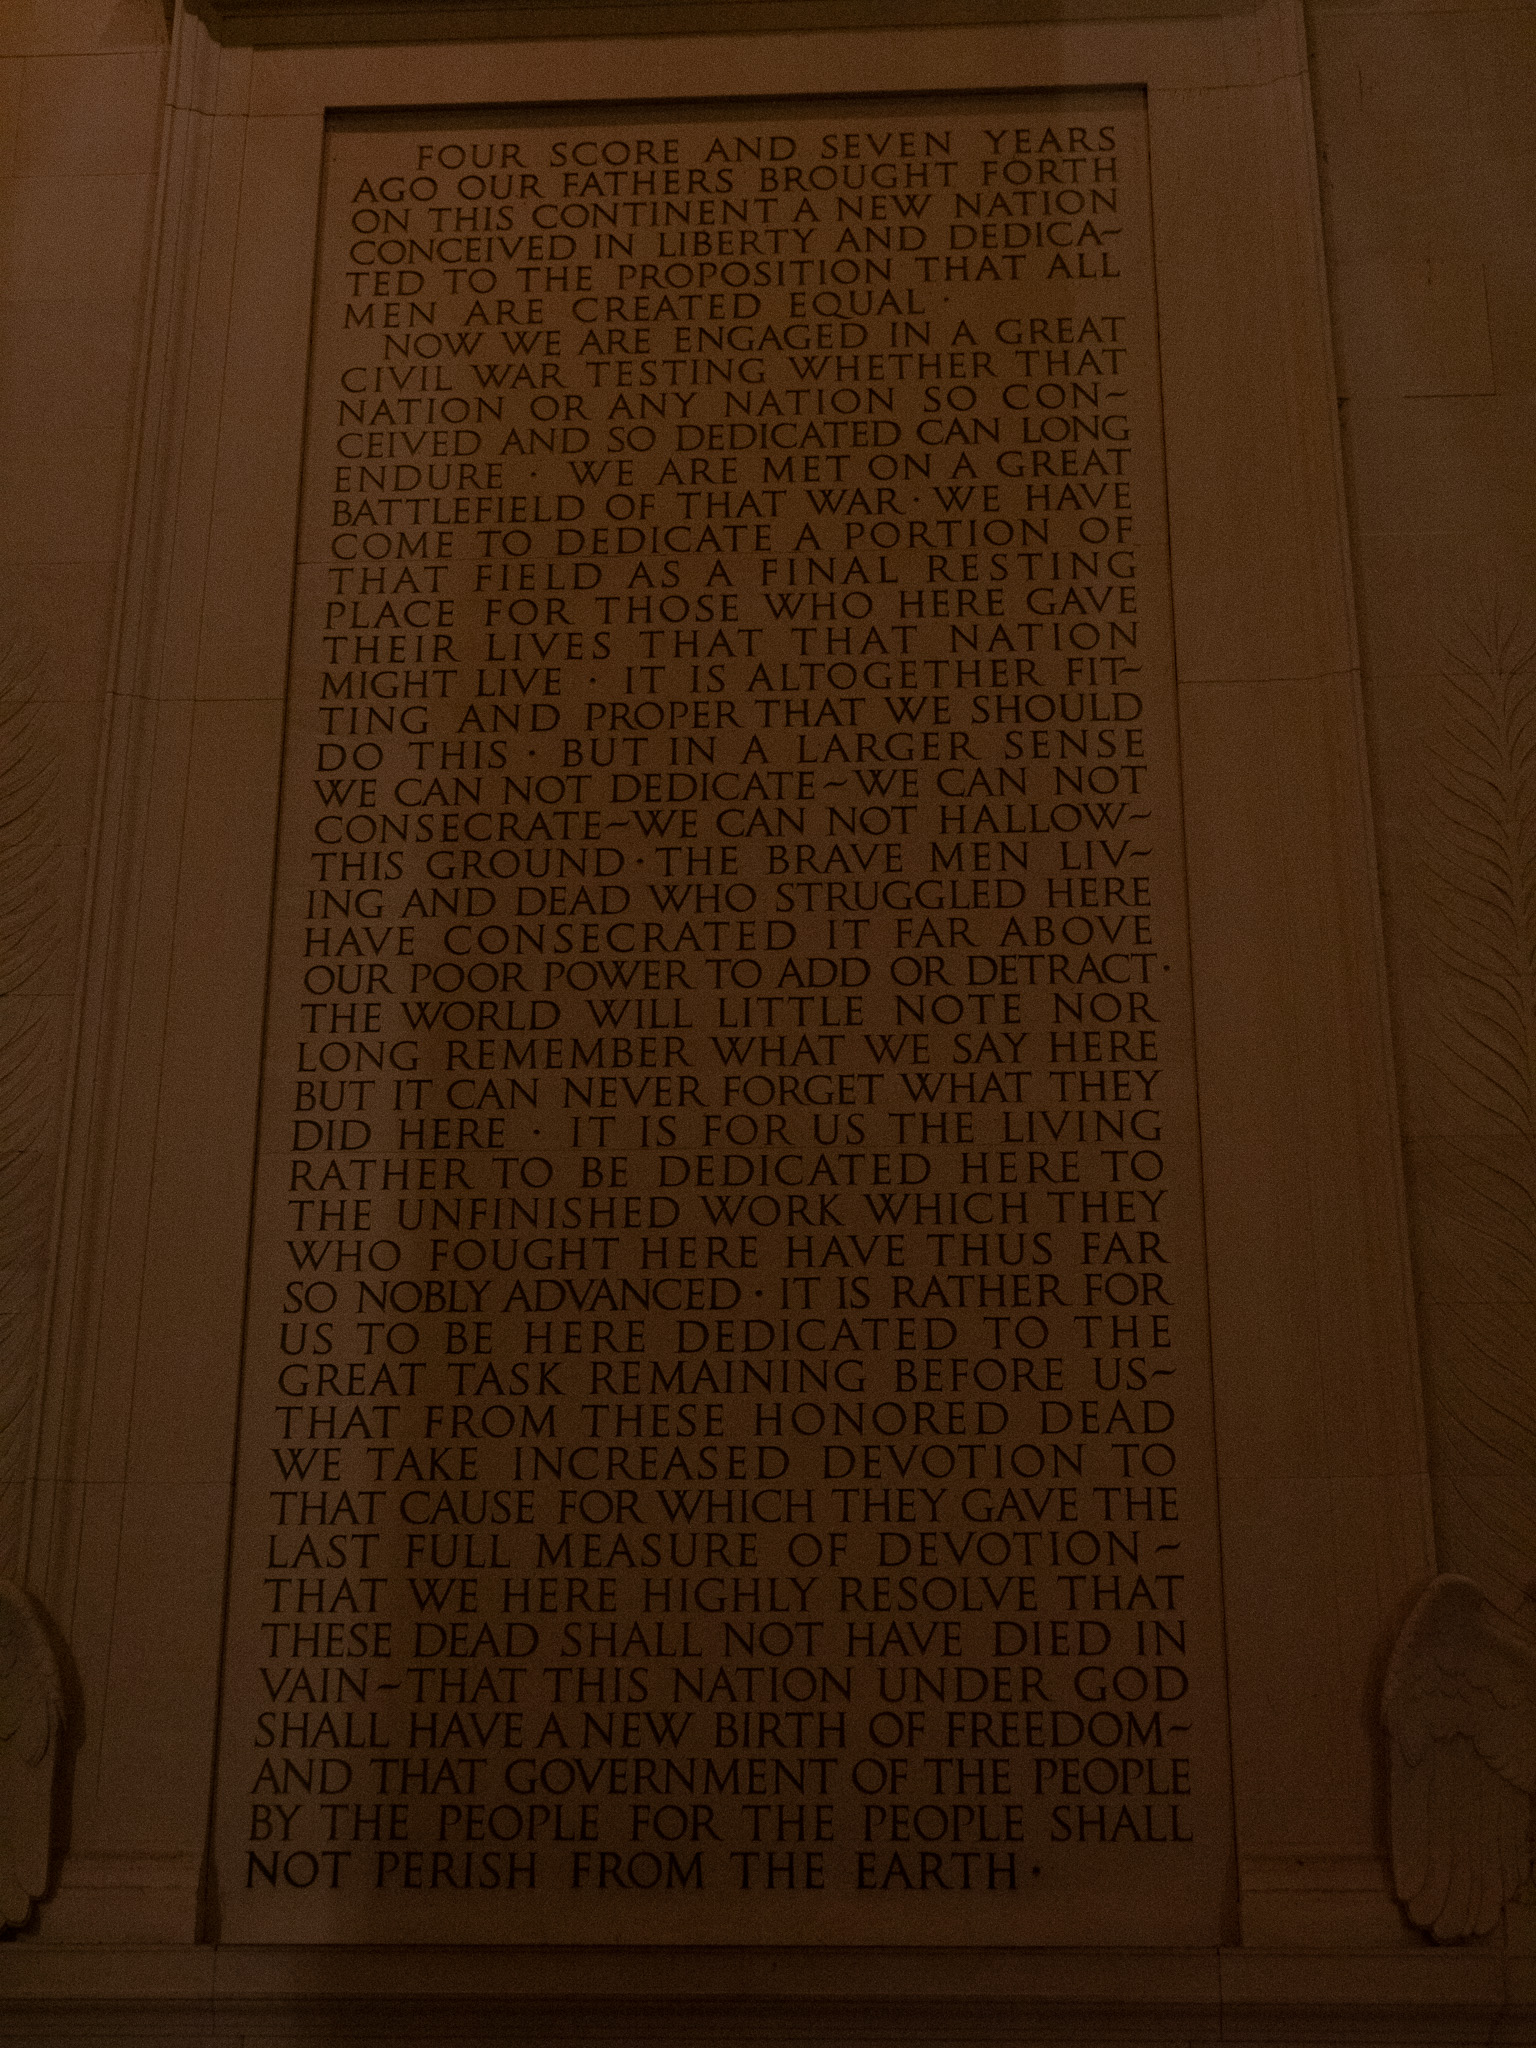 FOUR SCORE AND SEVEN YEARS
AGO OUR FATHERS BROUGHT FORTH
ON THIS CONTINENT A NEW NATION
CONCEIVED IN LIBERTY AND DEDICA~
TED TO THE PROPOSITION THAT ALL
MEN ARE CREATED EQUAL ·
NOW WE ARE ENGAGED IN A GREAT
CIVIL WAR TESTING WHETHER THAT
NATION OR ANY NATION SO CON~
CEIVED AND SO DEDICATED CAN LONG
ENDURE · WE ARE MET ON A GREAT
BATTLEFIELD OF THAT WAR · WE HAVE
COME TO DEDICATE A PORTION OF
THAT FIELD AS A FINAL RESTING
PLACE FOR THOSE WHO HERE GAVE
THEIR LIVES THAT THAT NATION
MIGHT LIVE · IT IS ALTOGETHER FIT~
TING AND PROPER THAT WE SHOULD
DO THIS · BUT IN A LARGER SENSE
WE CAN NOT DEDICATE~WE CAN NOT
CONSECRATE~WE CAN NOT HALLOW~
THIS GROUND · THE BRAVE MEN LIV~
ING AND DEAD WHO STRUGGLED HERE
HAVE CONSECRATED IT FAR ABOVE
OUR POOR POWER TO ADD OR DETRACT ·
THE WORLD WILL LITTLE NOTE NOR
LONG REMEMBER WHAT WE SAY HERE
BUT IT CAN NEVER FORGET WHAT THEY
DID HERE · IT IS FOR US THE LIVING
RATHER TO BE DEDICATED HERE TO
THE UNFINISHED WORK WHICH THEY
WHO FOUGHT HERE HAVE THUS FAR
SO NOBLY ADVANCED · IT IS RATHER FOR
US TO BE HERE DEDICATED TO THE
GREAT TASK REMAINING BEFORE US~
THAT FROM THESE HONORED DEAD
WE TAKE INCREASED DEVOTION TO
THAT CAUSE FOR WHICH THEY GAVE THE
LAST FULL MEASURE OF DEVOTION ~
THAT WE HERE HIGHLY RESOLVE THAT
THESE DEAD SHALL NOT HAVE DIED IN
VAIN~THAT THIS NATION UNDER GOD
SHALL HAVE A NEW BIRTH OF FREEDOM~
AND THAT GOVERNMENT OF THE PEOPLE
BY THE PEOPLE FOR THE PEOPLE SHALL
NOT PERISH FROM THE EARTH ·